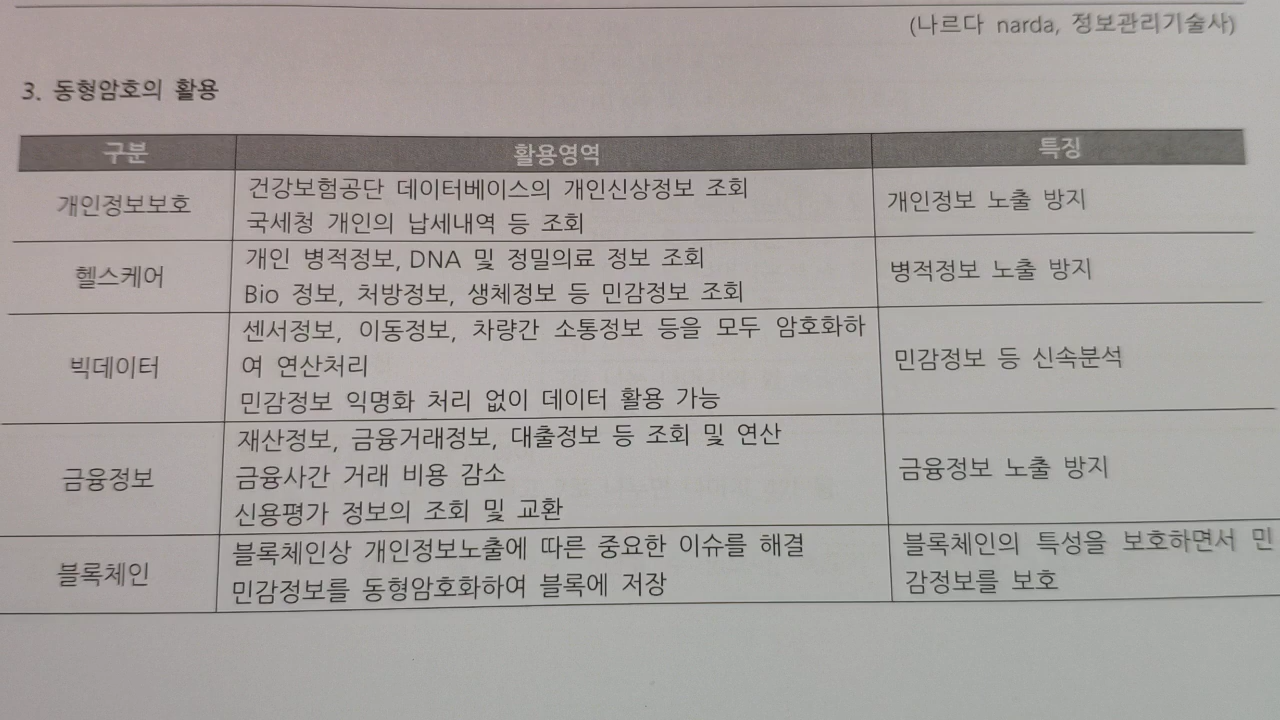 (나르다 narda, 정보관리기술사)
3. 동형암호의 활용
구분 활용영역 특징
개인정보보호
건강보험공단 데이터베이스의 개인신상정보 조회
국세청 개인의 납세내역 등 조회
개인정보 노출 방지
헬스케어
개인 병적정보, DNA 및 정밀의료 정보 조회
Bio 정보, 처방정보, 생체정보 등 민감정보 조회
병적정보 노출 방지
빅데이터
센서정보, 이동정보, 차량간 소통정보 등을 모두 암호화하
여 연산처리
민감정보 익명화 처리 없이 데이터 활용 가능
민감정보 등 신속분석
금융정보
재산정보, 금융거래정보, 대출정보 등 조회 및 연산
금융사간 거래 비용 감소
신용평가 정보의 조회 및 교환
금융정보 노출 방지
블록체인
블록체인상 개인정보노출에 따른 중요한 이슈를 해결
민감정보를 동형암호화하여 블록에 저장
블록체인의 특성을 보호하면서 민
감정보를 보호